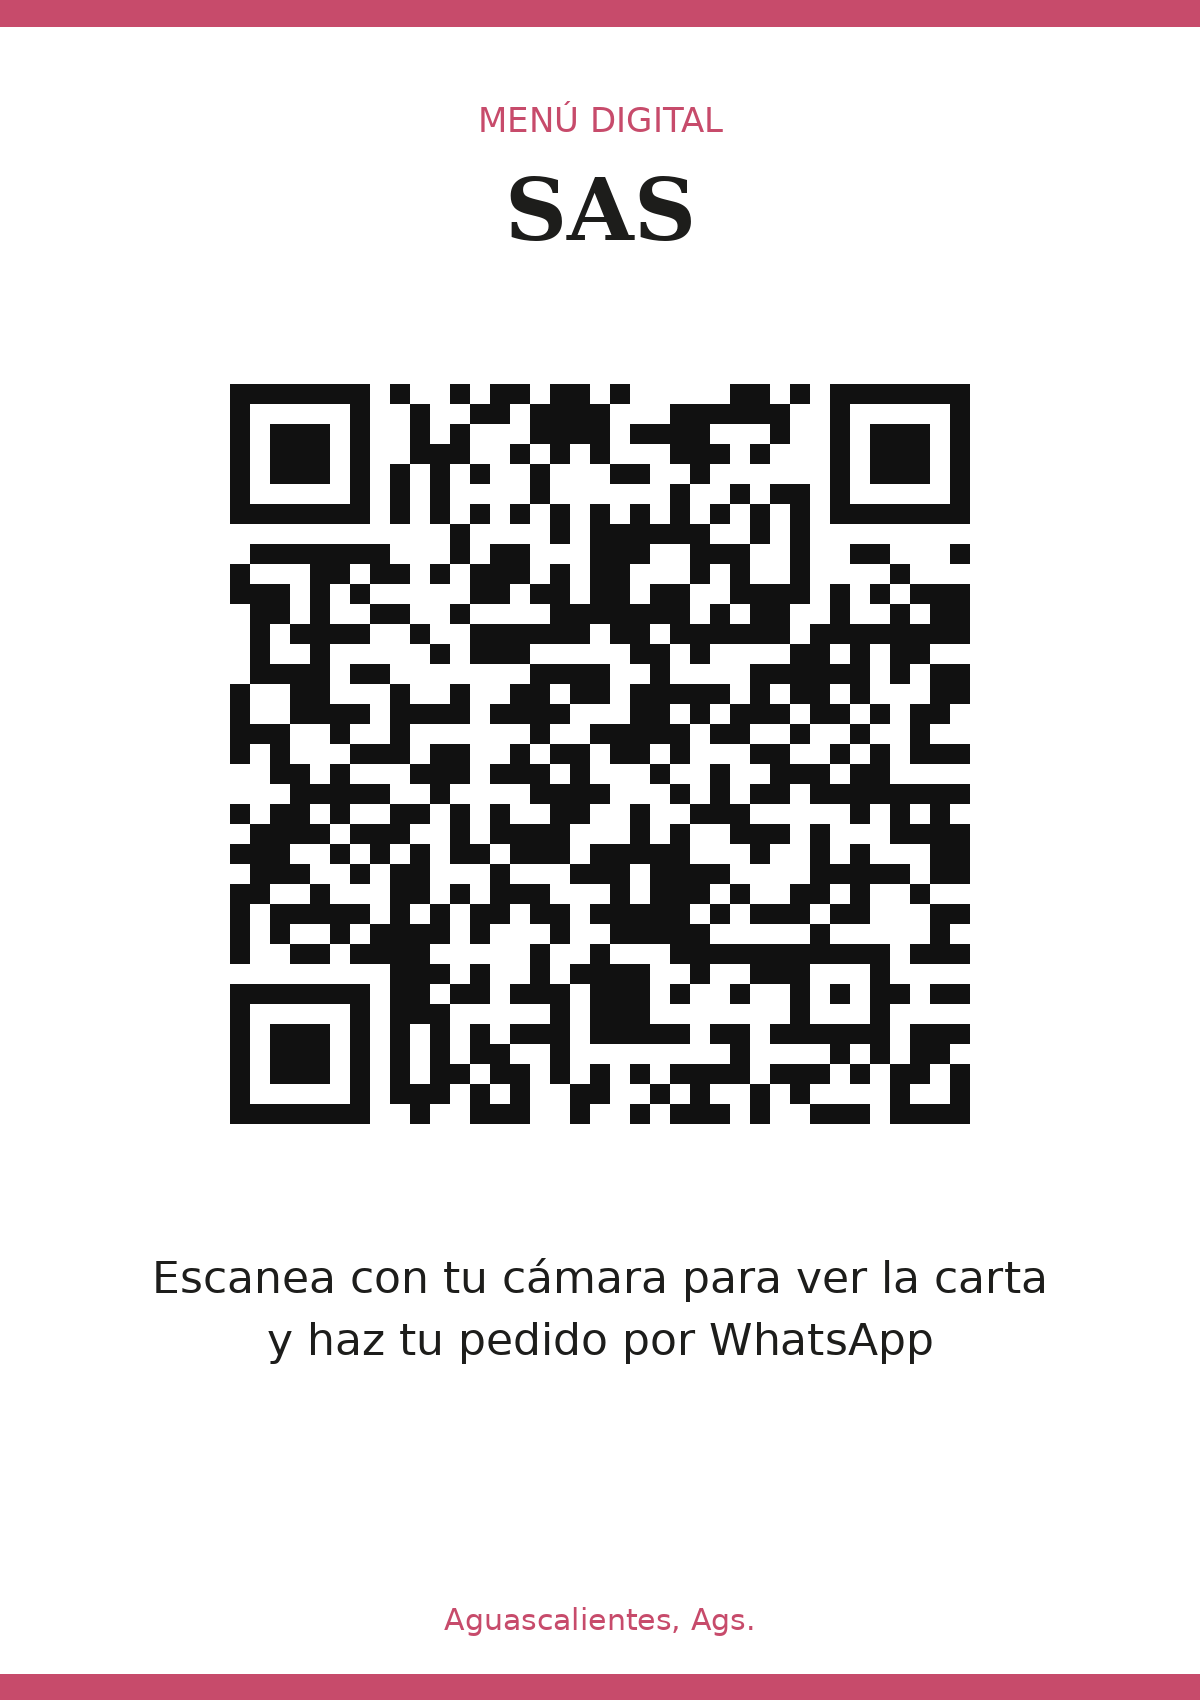 MENÚ DIGITAL
SAS
Escanea con tu cámara para ver la carta
y haz tu pedido por WhatsApp
Aguascalientes, Ags.